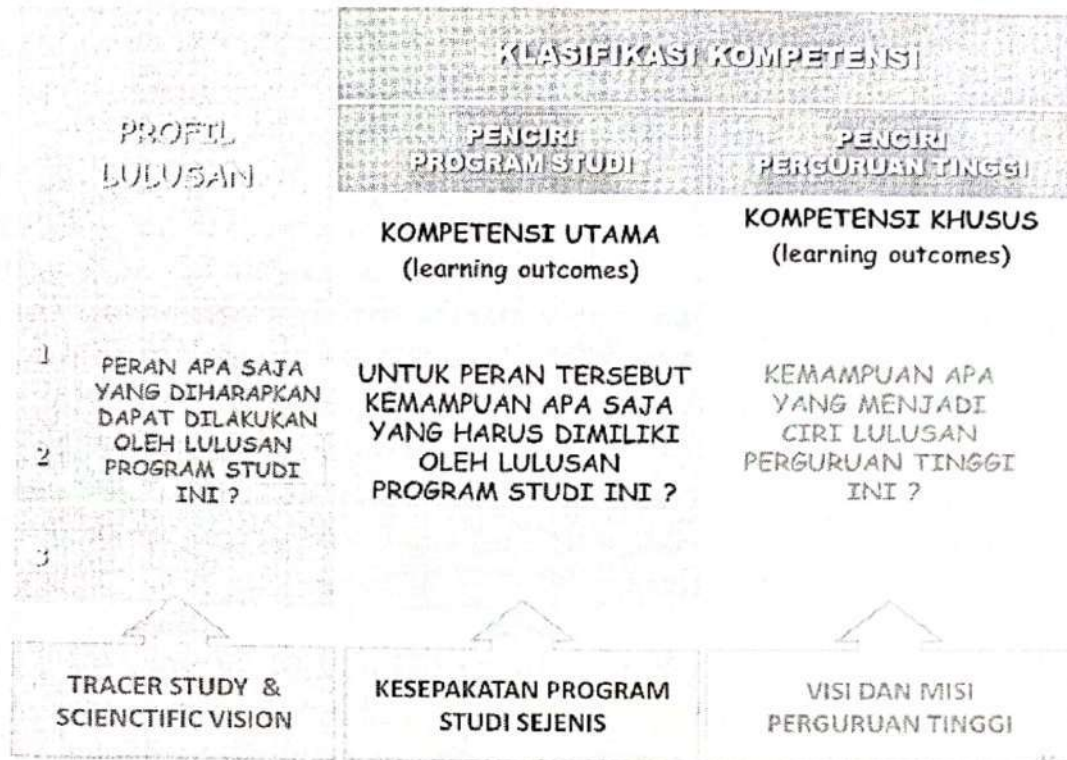 KLASIFIKASI KOMPETENSI
PROFIL
LULUSAN
PENCIRI
PROGRAM STUDI
PENCIRI
PERGURUAN TINGGI
KOMPETENSI UTAMA
(learning outcomes)
KOMPETENSI KHUSUS
(learning outcomes)
1
2
3
PERAN APA SAJA
YANG DIHARAPKAN
DAPAT DILAKUKAN
OLEH LULUSAN
PROGRAM STUDI
INI ?
UNTUK PERAN TERSEBUT
KEMAMPUAN APA SAJA
YANG HARUS DIMILIKI
OLEH LULUSAN
PROGRAM STUDI INI ?
KEMAMPUAN APA
YANG MENJADI
CIRI LULUSAN
PERGURUAN TINGGI
INI ?
TRACER STUDY &
SCIENCTIFIC VISION
KESEPAKATAN PROGRAM
STUDI SEJENIS
VISI DAN MISI
PERGURUAN TINGGI